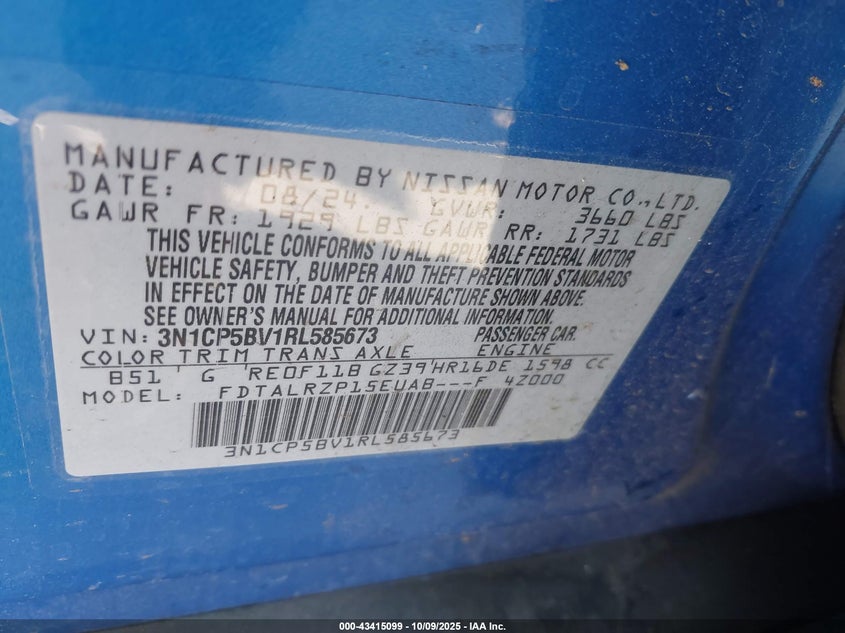 MANUFACTURED BY NISSAN MOTOR CO.,LTD.
DATE: 08/24. GVWR: 3660 LBS
GAWR FR: 1929 LBS GAWR RR: 1731 LBS
THIS VEHICLE CONFORMS TO ALL APPLICABLE FEDERAL MOTOR
VEHICLE SAFETY, BUMPER AND THEFT PREVENTION STANDARDS
IN EFFECT ON THE DATE OF MANUFACTURE SHOWN ABOVE.
SEE OWNER'S MANUAL FOR ADDITIONAL INFORMATION.
VIN: 3N1CP5BV1RL585673 PASSENGER CAR.
COLOR TRIM TRANS AXLE ENGINE
B51 G RE0F11B GZ39 HR16DE 1598 CC
MODEL: FDTALRZP15EUAB---F 4Z000
3N1CP5BV1RL585673
000-43415099 | 10/09/2025 - IAA Inc.